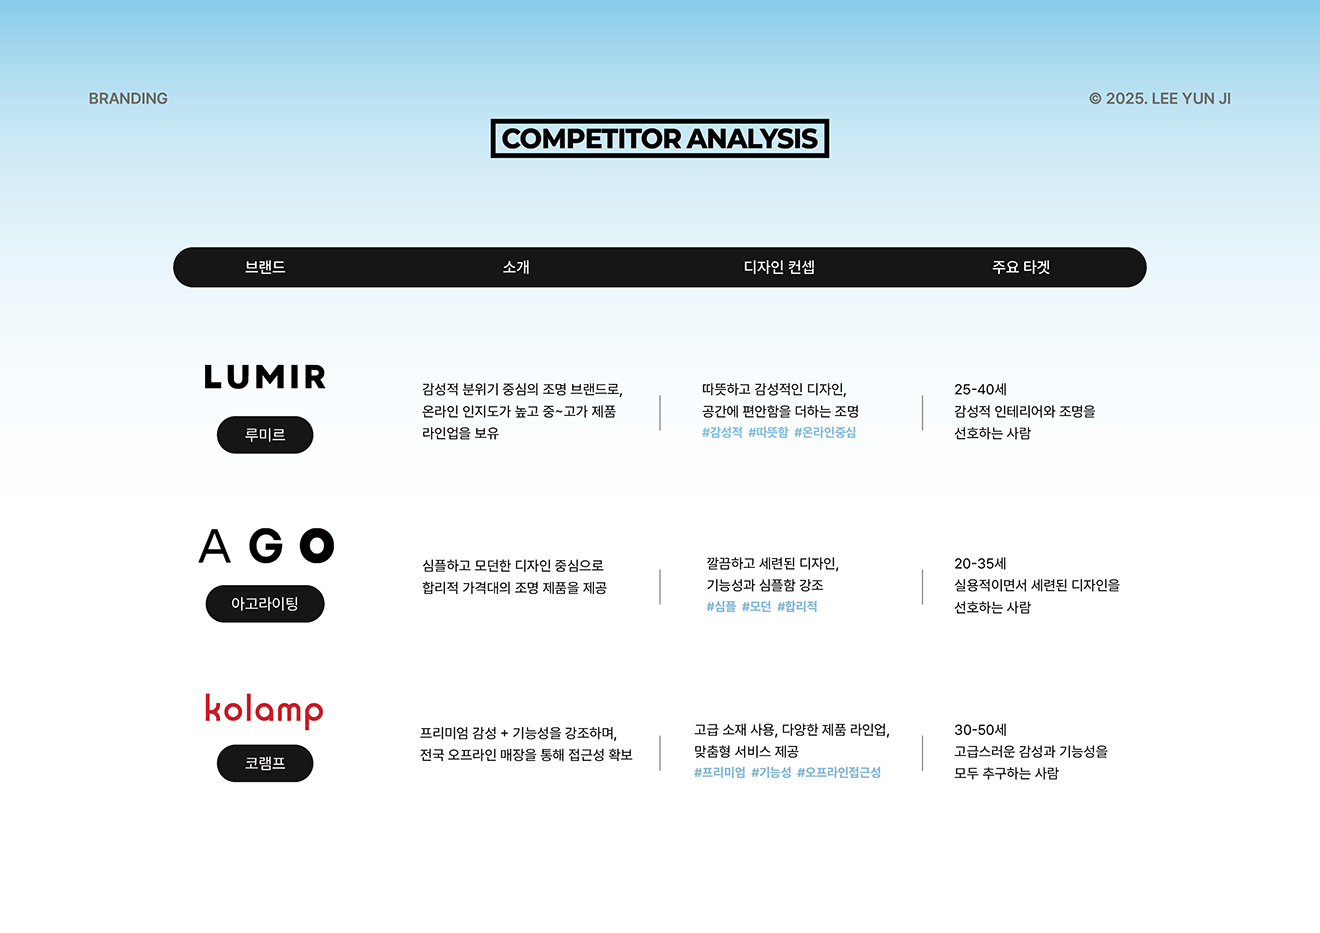 BRANDING
© 2025. LEE YUN JI
COMPETITOR ANALYSIS
브랜드
소개
디자인 컨셉
주요 타겟
LUMIR
루미르
감성적 분위기 중심의 조명 브랜드로,
온라인 인지도가 높고 중~고가 제품
라인업을 보유
따뜻하고 감성적인 디자인,
공간에 편안함을 더하는 조명
#감성적 #따뜻함 #온라인중심
25-40세
감성적 인테리어와 조명을
선호하는 사람
AGO
아고라이팅
심플하고 모던한 디자인 중심으로
합리적 가격대의 조명 제품을 제공
깔끔하고 세련된 디자인,
기능성과 심플함 강조
#심플 #모던 #합리적
20-35세
실용적이면서 세련된 디자인을
선호하는 사람
kolamp
코램프
프리미엄 감성 + 기능성을 강조하며,
전국 오프라인 매장을 통해 접근성 확보
고급 소재 사용, 다양한 제품 라인업,
맞춤형 서비스 제공
#프리미엄 #기능성 #오프라인접근성
30-50세
고급스러운 감성과 기능성을
모두 추구하는 사람